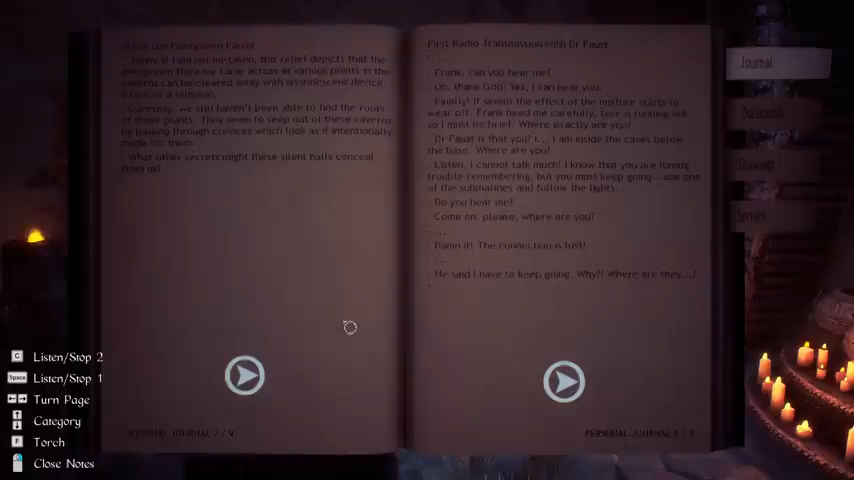 About the Overgrown Fauna
Hmm, if I am not mistaken, this relief depicts that the
overgrown flora we came across at various points in the
caverns can be cleared away with an iridescent device,
a sort of a talisman.
Curiously, we still haven't been able to find the roots
of those plants. They seem to seep out of these caverns
by passing through crevices which look as if intentionally
made for them.
What other secrets might these silent halls conceal
from us?
PERSONAL JOURNAL 7 / 9
First Radio Transmission with Dr Faust
- ...
- Frank, can you hear me?
- Oh, thank God! Yes, I can hear you.
- Finally! It seems the effect of the mixture starts to
wear off. Frank heed me carefully, time is running out,
so I must be brief. Where exactly are you?
- Dr Faust is that you? I... I am inside the caves below
the base. Where are you?
- Listen, I cannot talk much! I know that you are having
trouble remembering, but you must keep going...use one
of the submarines and follow the lights.
- Do you hear me?
- Come on, please, where are you?
- ...
- Damn it! The connection is lost!
- ...
- He said I have to keep going. Why?! Where are they...?
PERSONAL JOURNAL 8 / 9
Journal
Documents
Drawings
Secrets
C Listen/Stop 2
Space Listen/Stop 1
Turn Page
Category
F Torch
Close Notes